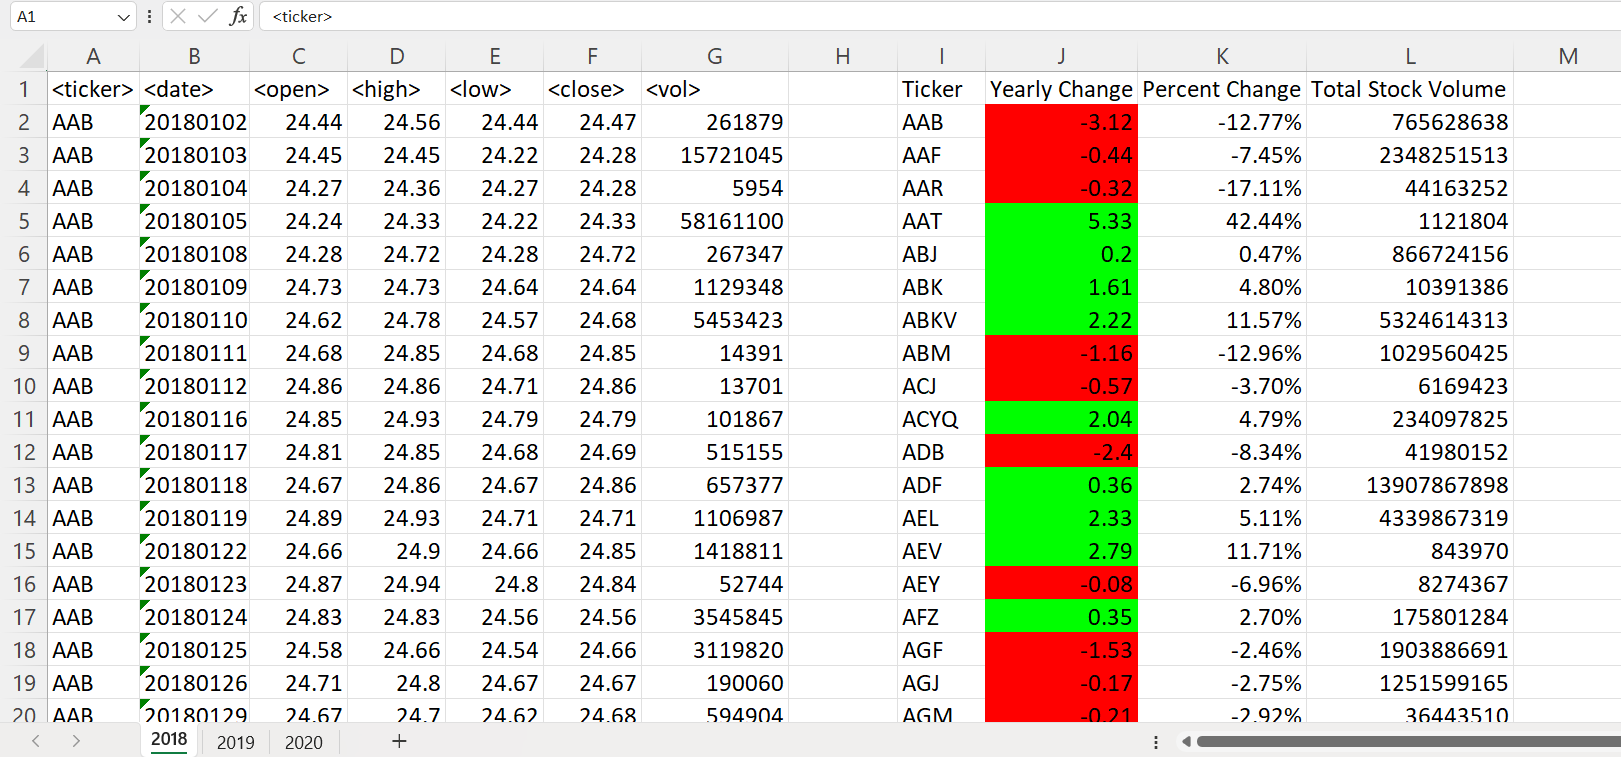 A1 fx <ticker>
A B C D E F G H I J K L M
1 <ticker> <date> <open> <high> <low> <close> <vol> Ticker Yearly Change Percent Change Total Stock Volume
2 AAB 20180102 24.44 24.56 24.44 24.47 261879 AAB -3.12 -12.77% 765628638
3 AAB 20180103 24.45 24.45 24.22 24.28 15721045 AAF -0.44 -7.45% 2348251513
4 AAB 20180104 24.27 24.36 24.27 24.28 5954 AAR -0.32 -17.11% 44163252
5 AAB 20180105 24.24 24.33 24.22 24.33 58161100 AAT 5.33 42.44% 1121804
6 AAB 20180108 24.28 24.72 24.28 24.72 267347 ABJ 0.2 0.47% 866724156
7 AAB 20180109 24.73 24.73 24.64 24.64 1129348 ABK 1.61 4.80% 10391386
8 AAB 20180110 24.62 24.78 24.57 24.68 5453423 ABKV 2.22 11.57% 5324614313
9 AAB 20180111 24.68 24.85 24.68 24.85 14391 ABM -1.16 -12.96% 1029560425
10 AAB 20180112 24.86 24.86 24.71 24.86 13701 ACJ -0.57 -3.70% 6169423
11 AAB 20180116 24.85 24.93 24.79 24.79 101867 ACYQ 2.04 4.79% 234097825
12 AAB 20180117 24.81 24.85 24.68 24.69 515155 ADB -2.4 -8.34% 41980152
13 AAB 20180118 24.67 24.86 24.67 24.86 657377 ADF 0.36 2.74% 13907867898
14 AAB 20180119 24.89 24.93 24.71 24.71 1106987 AEL 2.33 5.11% 4339867319
15 AAB 20180122 24.66 24.9 24.66 24.85 1418811 AEV 2.79 11.71% 843970
16 AAB 20180123 24.87 24.94 24.8 24.84 52744 AEY -0.08 -6.96% 8274367
17 AAB 20180124 24.83 24.83 24.56 24.56 3545845 AFZ 0.35 2.70% 175801284
18 AAB 20180125 24.58 24.66 24.54 24.66 3119820 AGF -1.53 -2.46% 1903886691
19 AAB 20180126 24.71 24.8 24.67 24.67 190060 AGJ -0.17 -2.75% 1251599165
20 AAB 20180129 24.67 24.7 24.62 24.68 594904 AGM -0.21 -2.92% 36443510
2018 2019 2020